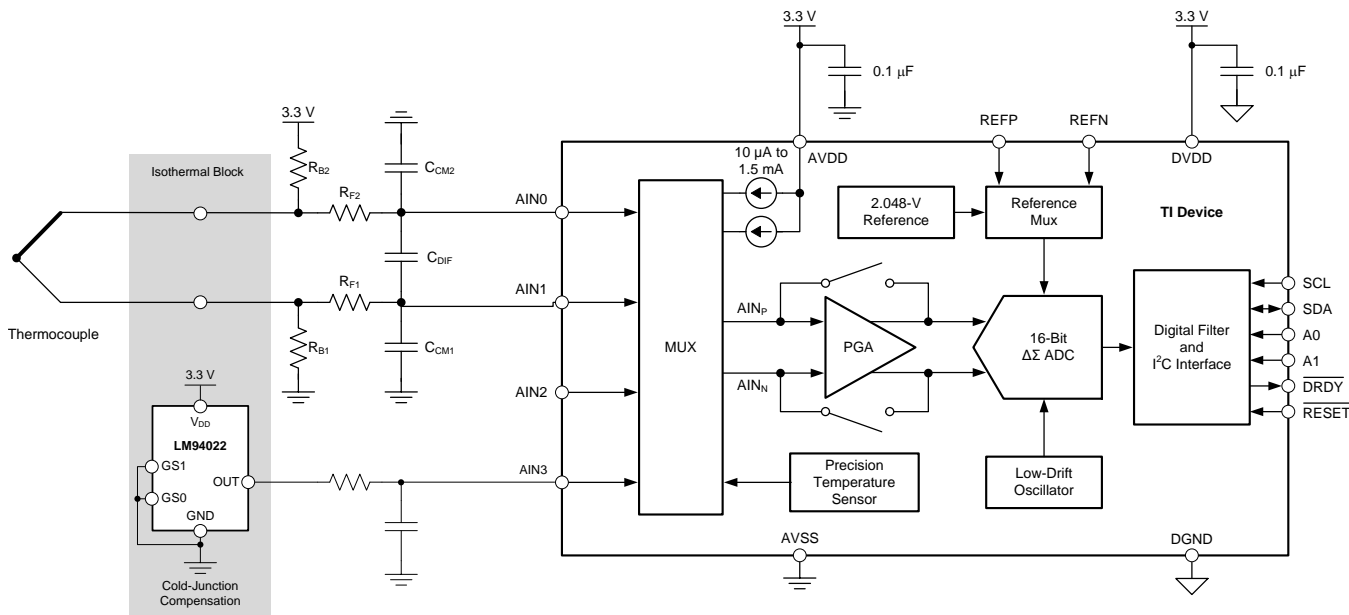 3.3 V
0.1 μF
3.3 V
0.1 μF
3.3 V
Isothermal Block
R_B2
C_CM2
R_F2
AIN0
C_DIF
R_F1
AIN1
Thermocouple
R_B1
C_CM1
3.3 V
V_DD
LM94022
GS1
GS0
OUT
GND
Cold-Junction
Compensation
AIN2
AIN3
AVDD
10 μA to
1.5 mA
REFP
REFN
DVDD
2.048-V
Reference
Reference
Mux
TI Device
MUX
AIN_P
AIN_N
PGA
16-Bit
ΔΣ ADC
Digital Filter
and
I²C Interface
SCL
SDA
A0
A1
DRDY
RESET
Precision
Temperature
Sensor
Low-Drift
Oscillator
AVSS
DGND